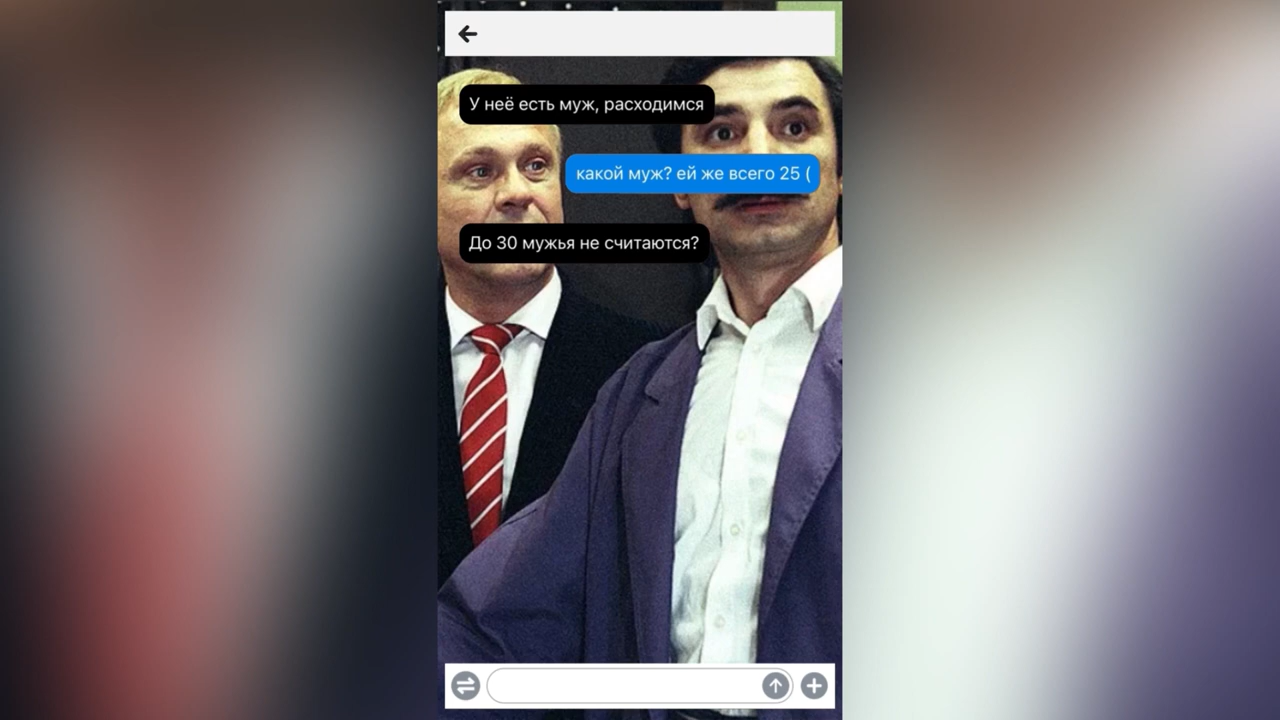 У неё есть муж, расходимся
какой муж? ей же всего 25 (
До 30 мужья не считаются?